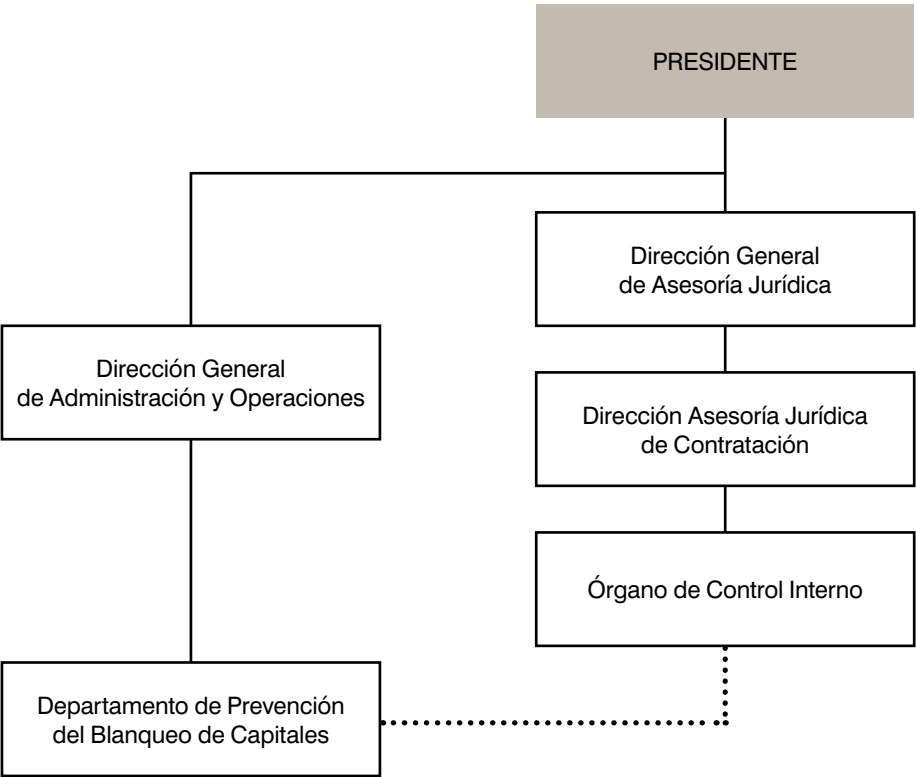 PRESIDENTE
Dirección General
de Asesoría Jurídica
Dirección General
de Administración y Operaciones
Dirección Asesoría Jurídica
de Contratación
Órgano de Control Interno
Departamento de Prevención
del Blanqueo de Capitales